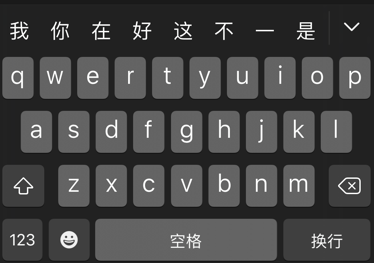 我 你 在 好 这 不 一 是
q w e r t y u i o p
a s d f g h j k l
z x c v b n m
123 空格 换行